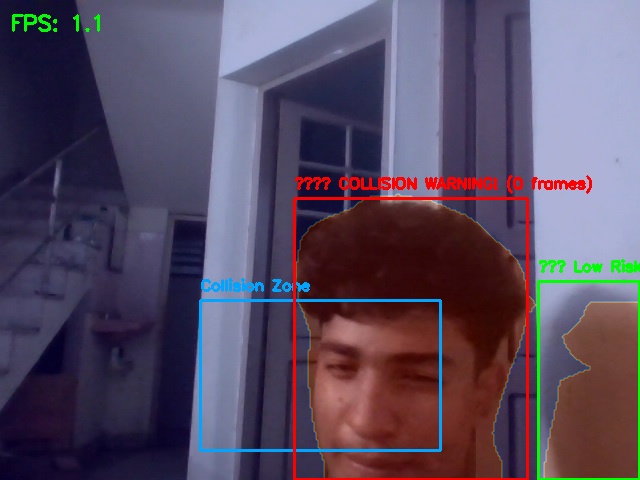 FPS: 1.1
???? COLLISION WARNING! (0 frames)
??? Low Risk
Collision Zone